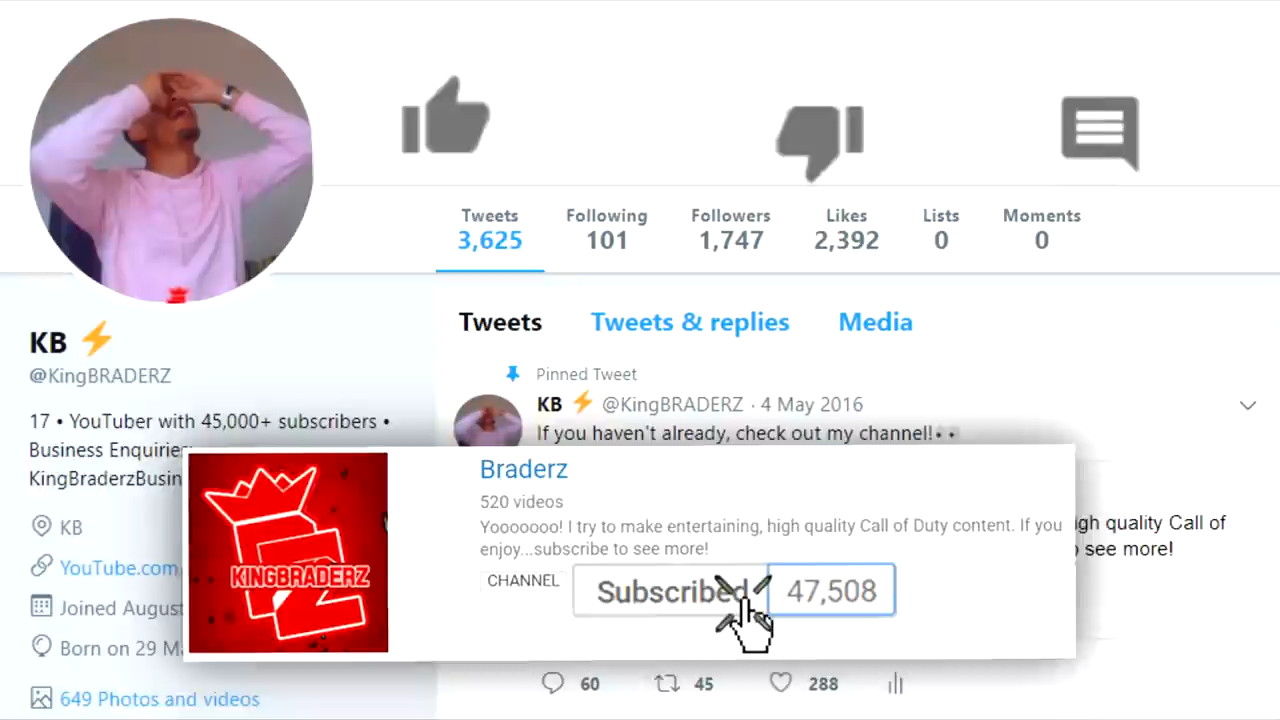 Tweets Following Followers Likes Lists Moments
3,625 101 1,747 2,392 0 0
KB ⚡
@KingBRADERZ
17 • YouTuber with 45,000+ subscribers •
Business Enquirie
KingBraderzBusin
KB
YouTube.com
Joined August
Born on 29 M
649 Photos and videos
Tweets Tweets & replies Media
Pinned Tweet
KB ⚡ @KingBRADERZ · 4 May 2016
If you haven't already, check out my channel!
igh quality Call of
see more!
KINGBRADERZ
Braderz
520 videos
Yooooooo! I try to make entertaining, high quality Call of Duty content. If you
enjoy...subscribe to see more!
CHANNEL Subscribed 47,508
60 45 288